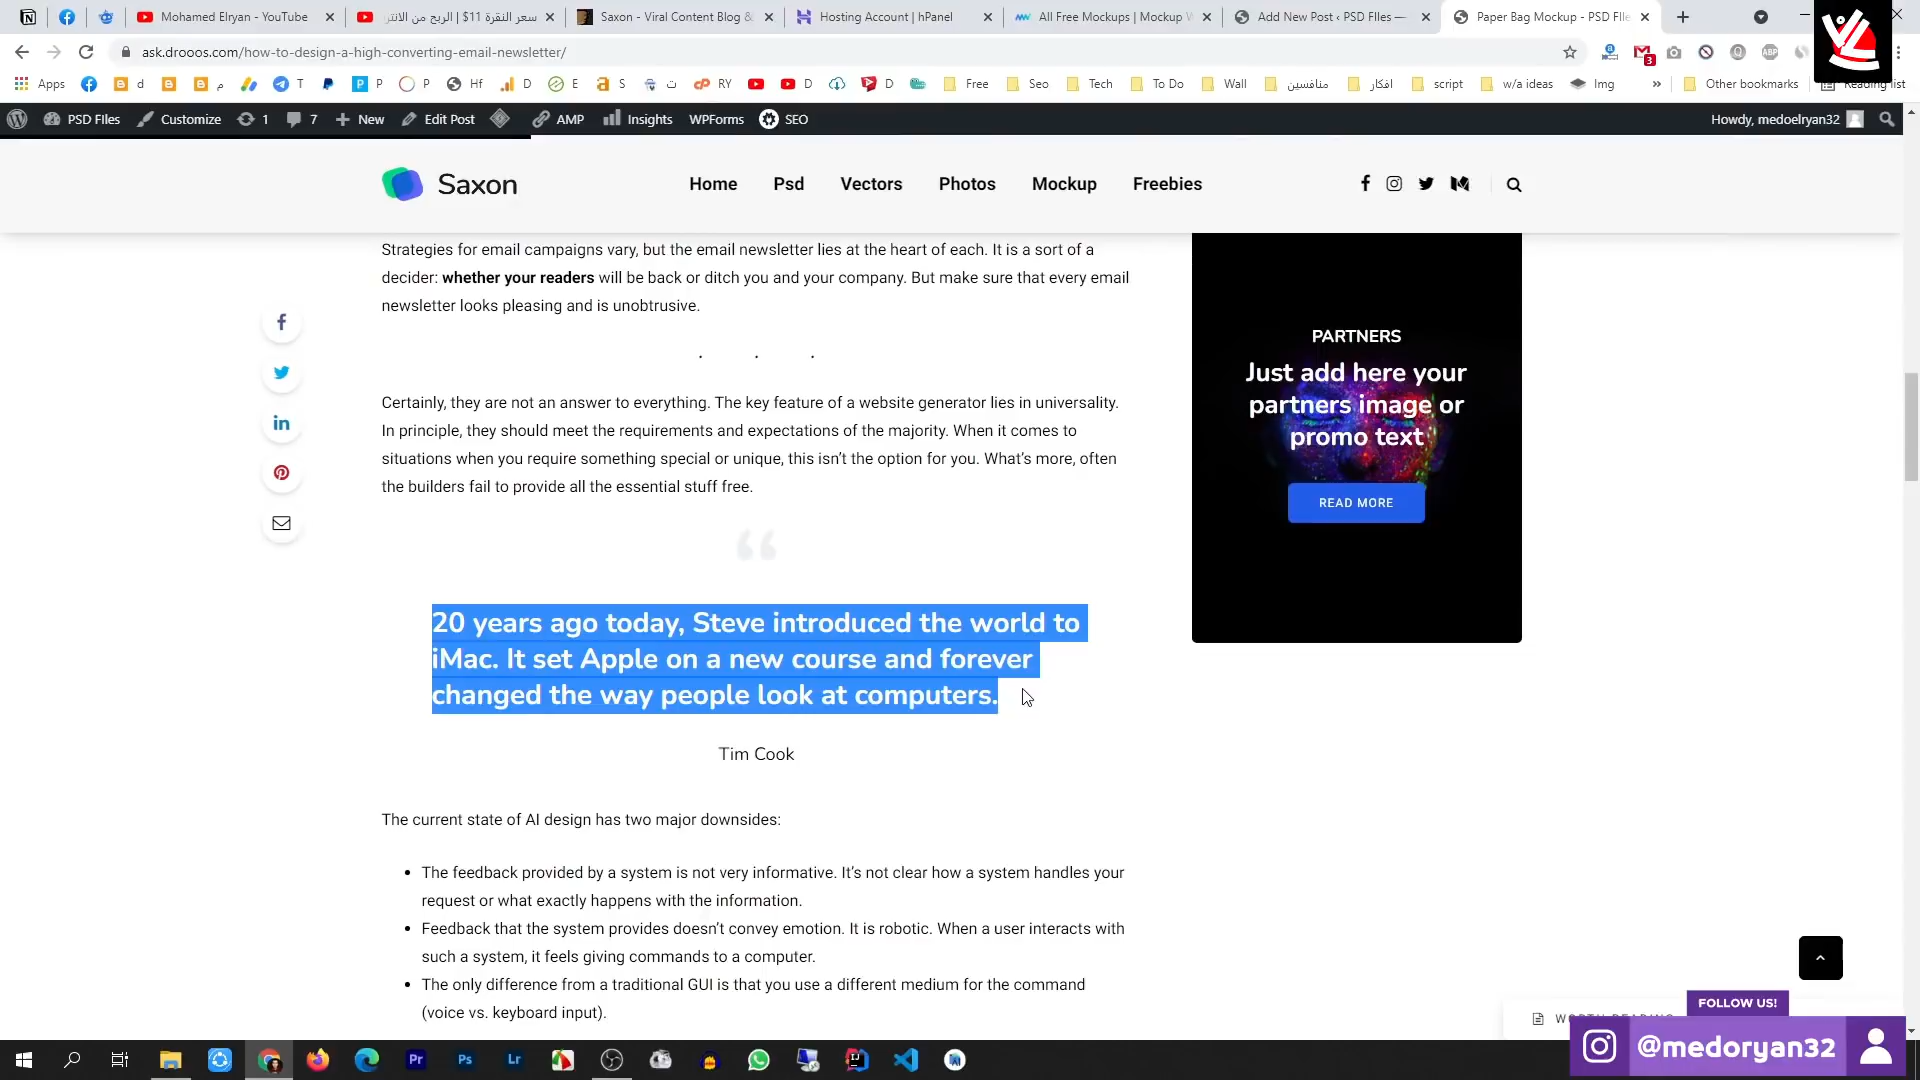 Mohamed Elryan - YouTube
سعر النقرة 11$ | الربح من الانتر
Saxon - Viral Content Blog &
Hosting Account | hPanel
All Free Mockups | Mockup W
Add New Post ‹ PSD FIles —
Paper Bag Mockup - PSD FIle
ask.drooos.com/how-to-design-a-high-converting-email-newsletter/
3
Apps
d
م
T
P
P
Hf
D
E
S
ت
RY
D
D
Free
Seo
Tech
To Do
Wall
منافسين
افكار
script
w/a ideas
Img
»
Other bookmarks
Reading list
PSD FIles
Customize
1
7
New
Edit Post
AMP
Insights
WPForms
SEO
Howdy, medoelryan32
Saxon
Home
Psd
Vectors
Photos
Mockup
Freebies
Strategies for email campaigns vary, but the email newsletter lies at the heart of each. It is a sort of a
decider: whether your readers will be back or ditch you and your company. But make sure that every email
newsletter looks pleasing and is unobtrusive.
. . .
Certainly, they are not an answer to everything. The key feature of a website generator lies in universality.
In principle, they should meet the requirements and expectations of the majority. When it comes to
situations when you require something special or unique, this isn’t the option for you. What’s more, often
the builders fail to provide all the essential stuff free.
“
20 years ago today, Steve introduced the world to
iMac. It set Apple on a new course and forever
changed the way people look at computers.
Tim Cook
The current state of AI design has two major downsides:
• The feedback provided by a system is not very informative. It’s not clear how a system handles your
request or what exactly happens with the information.
• Feedback that the system provides doesn’t convey emotion. It is robotic. When a user interacts with
such a system, it feels giving commands to a computer.
• The only difference from a traditional GUI is that you use a different medium for the command
(voice vs. keyboard input).
PARTNERS
Just add here your
partners image or
promo text
READ MORE
WORTH READING
FOLLOW US!
@medoryan32
Pr
Ps
Lr